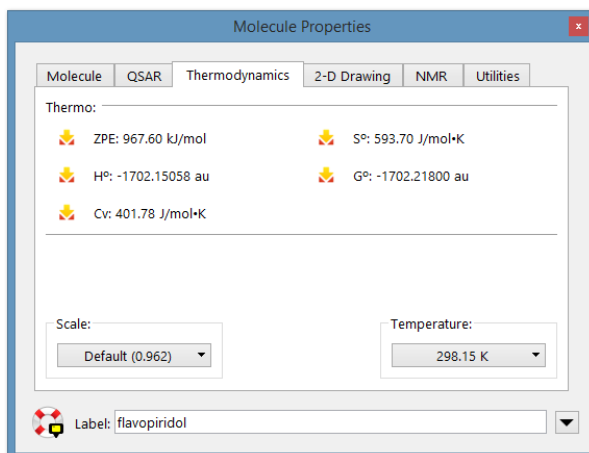 Molecule Properties
x
Molecule QSAR Thermodynamics 2-D Drawing NMR Utilities
Thermo:
ZPE: 967.60 kJ/mol Sº: 593.70 J/mol•K
Hº: -1702.15058 au Gº: -1702.21800 au
Cv: 401.78 J/mol•K
Scale: Temperature:
Default (0.962) 298.15 K
Label: flavopiridol